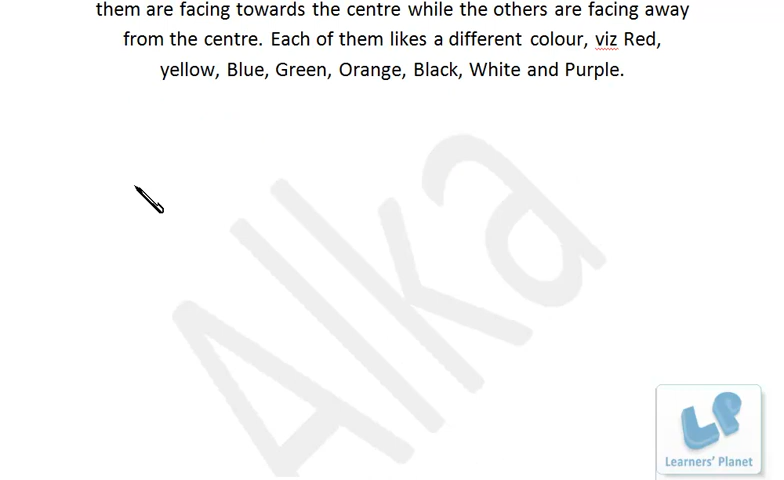 them are facing towards the centre while the others are facing away
from the centre. Each of them likes a different colour, viz Red,
yellow, Blue, Green, Orange, Black, White and Purple.
Alka
LP
Learners' Planet